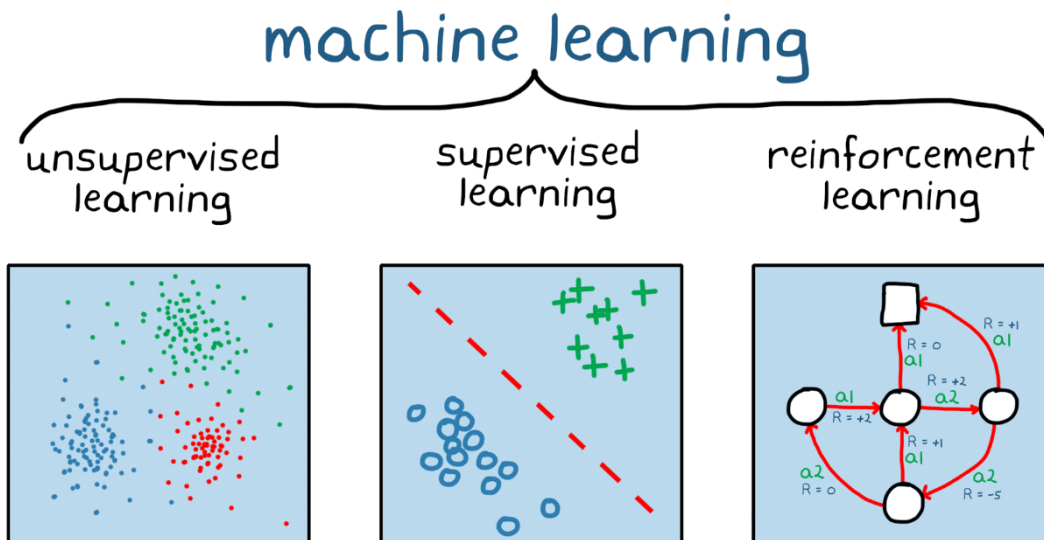 machine learning
unsupervised
learning
supervised
learning
reinforcement
learning
R = +1
a1
R = 0
a1
R = +2
a1
a2
R = +2
R = +1
a1
a2
R = 0
a2
R = -5